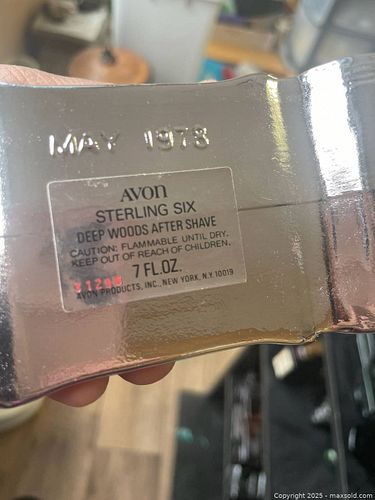 MAY 1978
AVON
STERLING SIX
DEEP WOODS AFTER SHAVE
CAUTION: FLAMMABLE UNTIL DRY.
KEEP OUT OF REACH OF CHILDREN.
7 FL.OZ.
AVON PRODUCTS, INC., NEW YORK, N.Y. 10019
Copyright 2025 - maxsold.com